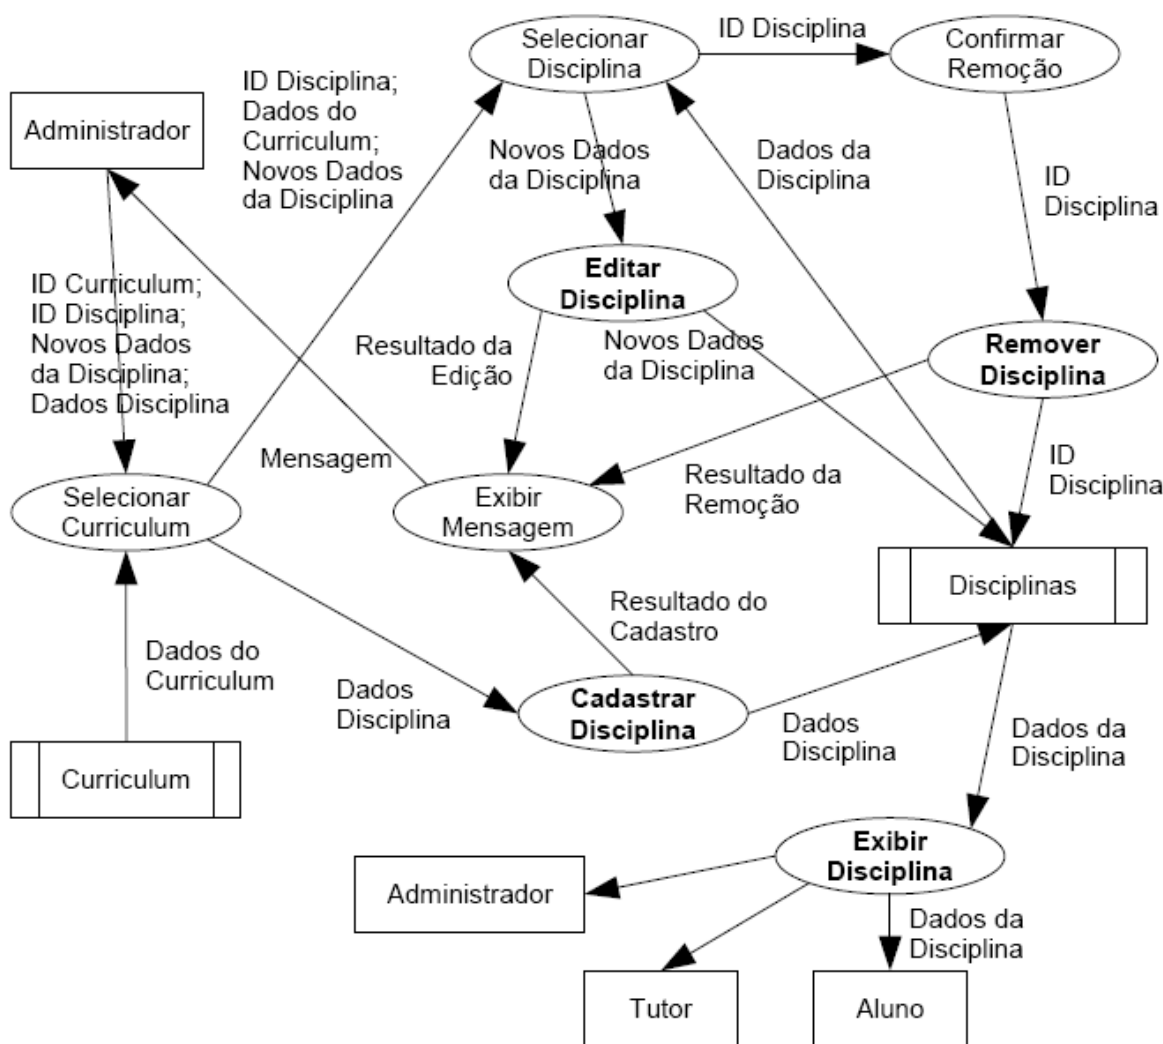 Selecionar
Disciplina
ID Disciplina
Confirmar
Remoção
Administrador
ID Disciplina;
Dados do
Curriculum;
Novos Dados
da Disciplina
Novos Dados
da Disciplina
Dados da
Disciplina
ID
Disciplina
ID Curriculum;
ID Disciplina;
Novos Dados
da Disciplina;
Dados Disciplina
Editar
Disciplina
Resultado da
Edição
Novos Dados
da Disciplina
Remover
Disciplina
Mensagem
Selecionar
Curriculum
Exibir
Mensagem
Resultado da
Remoção
ID
Disciplina
Disciplinas
Resultado do
Cadastro
Dados do
Curriculum
Dados
Disciplina
Cadastrar
Disciplina
Dados
Disciplina
Dados da
Disciplina
Curriculum
Exibir
Disciplina
Administrador
Dados da
Disciplina
Tutor
Aluno